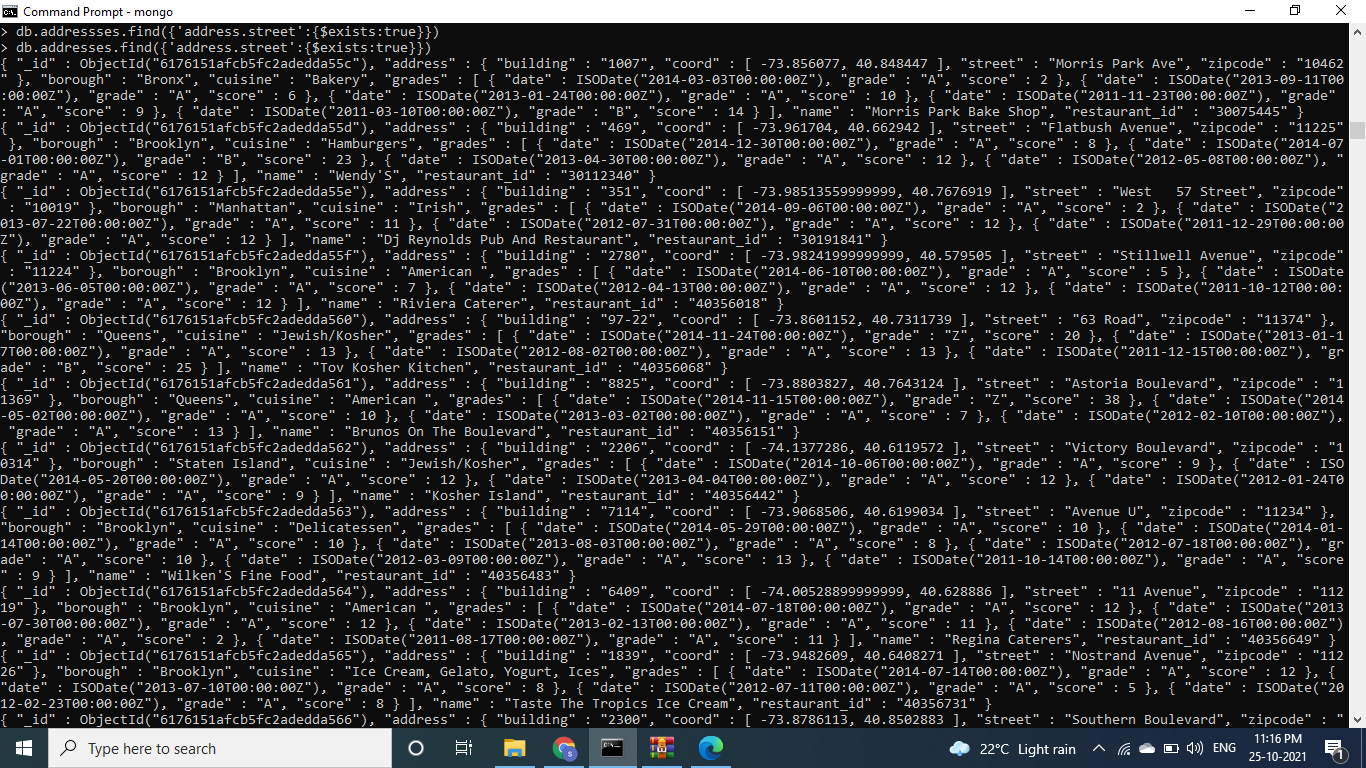 Command Prompt - mongo
> db.addressses.find({'address.street':{$exists:true}})
> db.addresses.find({'address.street':{$exists:true}})
{ "_id" : ObjectId("6176151afcb5fc2adedda55c"), "address" : { "building" : "1007", "coord" : [ -73.856077, 40.848447 ], "street" : "Morris Park Ave", "zipcode" : "10462
" }, "borough" : "Bronx", "cuisine" : "Bakery", "grades" : [ { "date" : ISODate("2014-03-03T00:00:00Z"), "grade" : "A", "score" : 2 }, { "date" : ISODate("2013-09-11T00
:00:00Z"), "grade" : "A", "score" : 6 }, { "date" : ISODate("2013-01-24T00:00:00Z"), "grade" : "A", "score" : 10 }, { "date" : ISODate("2011-11-23T00:00:00Z"), "grade"
: "A", "score" : 9 }, { "date" : ISODate("2011-03-10T00:00:00Z"), "grade" : "B", "score" : 14 } ], "name" : "Morris Park Bake Shop", "restaurant_id" : "30075445" }
{ "_id" : ObjectId("6176151afcb5fc2adedda55d"), "address" : { "building" : "469", "coord" : [ -73.961704, 40.662942 ], "street" : "Flatbush Avenue", "zipcode" : "11225"
}, "borough" : "Brooklyn", "cuisine" : "Hamburgers", "grades" : [ { "date" : ISODate("2014-12-30T00:00:00Z"), "grade" : "A", "score" : 8 }, { "date" : ISODate("2014-07
-01T00:00:00Z"), "grade" : "B", "score" : 23 }, { "date" : ISODate("2013-04-30T00:00:00Z"), "grade" : "A", "score" : 12 }, { "date" : ISODate("2012-05-08T00:00:00Z"), "
grade" : "A", "score" : 12 } ], "name" : "Wendy'S", "restaurant_id" : "30112340" }
{ "_id" : ObjectId("6176151afcb5fc2adedda55e"), "address" : { "building" : "351", "coord" : [ -73.98513559999999, 40.7676919 ], "street" : "West   57 Street", "zipcode"
: "10019" }, "borough" : "Manhattan", "cuisine" : "Irish", "grades" : [ { "date" : ISODate("2014-09-06T00:00:00Z"), "grade" : "A", "score" : 2 }, { "date" : ISODate("2
013-07-22T00:00:00Z"), "grade" : "A", "score" : 11 }, { "date" : ISODate("2012-07-31T00:00:00Z"), "grade" : "A", "score" : 12 }, { "date" : ISODate("2011-12-29T00:00:00
Z"), "grade" : "A", "score" : 12 } ], "name" : "Dj Reynolds Pub And Restaurant", "restaurant_id" : "30191841" }
{ "_id" : ObjectId("6176151afcb5fc2adedda55f"), "address" : { "building" : "2780", "coord" : [ -73.98241999999999, 40.579505 ], "street" : "Stillwell Avenue", "zipcode"
: "11224" }, "borough" : "Brooklyn", "cuisine" : "American ", "grades" : [ { "date" : ISODate("2014-06-10T00:00:00Z"), "grade" : "A", "score" : 5 }, { "date" : ISODate
("2013-06-05T00:00:00Z"), "grade" : "A", "score" : 7 }, { "date" : ISODate("2012-04-13T00:00:00Z"), "grade" : "A", "score" : 12 }, { "date" : ISODate("2011-10-12T00:00:
00Z"), "grade" : "A", "score" : 12 } ], "name" : "Riviera Caterer", "restaurant_id" : "40356018" }
{ "_id" : ObjectId("6176151afcb5fc2adedda560"), "address" : { "building" : "97-22", "coord" : [ -73.8601152, 40.7311739 ], "street" : "63 Road", "zipcode" : "11374" },
"borough" : "Queens", "cuisine" : "Jewish/Kosher", "grades" : [ { "date" : ISODate("2014-11-24T00:00:00Z"), "grade" : "Z", "score" : 20 }, { "date" : ISODate("2013-01-1
7T00:00:00Z"), "grade" : "A", "score" : 13 }, { "date" : ISODate("2012-08-02T00:00:00Z"), "grade" : "A", "score" : 13 }, { "date" : ISODate("2011-12-15T00:00:00Z"), "gr
ade" : "B", "score" : 25 } ], "name" : "Tov Kosher Kitchen", "restaurant_id" : "40356068" }
{ "_id" : ObjectId("6176151afcb5fc2adedda561"), "address" : { "building" : "8825", "coord" : [ -73.8803827, 40.7643124 ], "street" : "Astoria Boulevard", "zipcode" : "1
1369" }, "borough" : "Queens", "cuisine" : "American ", "grades" : [ { "date" : ISODate("2014-11-15T00:00:00Z"), "grade" : "Z", "score" : 38 }, { "date" : ISODate("2014
-05-02T00:00:00Z"), "grade" : "A", "score" : 10 }, { "date" : ISODate("2013-03-02T00:00:00Z"), "grade" : "A", "score" : 7 }, { "date" : ISODate("2012-02-10T00:00:00Z"),
"grade" : "A", "score" : 13 } ], "name" : "Brunos On The Boulevard", "restaurant_id" : "40356151" }
{ "_id" : ObjectId("6176151afcb5fc2adedda562"), "address" : { "building" : "2206", "coord" : [ -74.1377286, 40.6119572 ], "street" : "Victory Boulevard", "zipcode" : "1
0314" }, "borough" : "Staten Island", "cuisine" : "Jewish/Kosher", "grades" : [ { "date" : ISODate("2014-10-06T00:00:00Z"), "grade" : "A", "score" : 9 }, { "date" : ISO
Date("2014-05-20T00:00:00Z"), "grade" : "A", "score" : 12 }, { "date" : ISODate("2013-04-04T00:00:00Z"), "grade" : "A", "score" : 12 }, { "date" : ISODate("2012-01-24T0
0:00:00Z"), "grade" : "A", "score" : 9 } ], "name" : "Kosher Island", "restaurant_id" : "40356442" }
{ "_id" : ObjectId("6176151afcb5fc2adedda563"), "address" : { "building" : "7114", "coord" : [ -73.9068506, 40.6199034 ], "street" : "Avenue U", "zipcode" : "11234" },
"borough" : "Brooklyn", "cuisine" : "Delicatessen", "grades" : [ { "date" : ISODate("2014-05-29T00:00:00Z"), "grade" : "A", "score" : 10 }, { "date" : ISODate("2014-01-
14T00:00:00Z"), "grade" : "A", "score" : 10 }, { "date" : ISODate("2013-08-03T00:00:00Z"), "grade" : "A", "score" : 8 }, { "date" : ISODate("2012-07-18T00:00:00Z"), "gr
ade" : "A", "score" : 10 }, { "date" : ISODate("2012-03-09T00:00:00Z"), "grade" : "A", "score" : 13 }, { "date" : ISODate("2011-10-14T00:00:00Z"), "grade" : "A", "score
" : 9 } ], "name" : "Wilken'S Fine Food", "restaurant_id" : "40356483" }
{ "_id" : ObjectId("6176151afcb5fc2adedda564"), "address" : { "building" : "6409", "coord" : [ -74.00528899999999, 40.628886 ], "street" : "11 Avenue", "zipcode" : "112
19" }, "borough" : "Brooklyn", "cuisine" : "American ", "grades" : [ { "date" : ISODate("2014-07-18T00:00:00Z"), "grade" : "A", "score" : 12 }, { "date" : ISODate("2013
-07-30T00:00:00Z"), "grade" : "A", "score" : 12 }, { "date" : ISODate("2013-02-13T00:00:00Z"), "grade" : "A", "score" : 11 }, { "date" : ISODate("2012-08-16T00:00:00Z")
, "grade" : "A", "score" : 2 }, { "date" : ISODate("2011-08-17T00:00:00Z"), "grade" : "A", "score" : 11 } ], "name" : "Regina Caterers", "restaurant_id" : "40356649" }
{ "_id" : ObjectId("6176151afcb5fc2adedda565"), "address" : { "building" : "1839", "coord" : [ -73.9482609, 40.6408271 ], "street" : "Nostrand Avenue", "zipcode" : "112
26" }, "borough" : "Brooklyn", "cuisine" : "Ice Cream, Gelato, Yogurt, Ices", "grades" : [ { "date" : ISODate("2014-07-14T00:00:00Z"), "grade" : "A", "score" : 12 }, {
"date" : ISODate("2013-07-10T00:00:00Z"), "grade" : "A", "score" : 8 }, { "date" : ISODate("2012-07-11T00:00:00Z"), "grade" : "A", "score" : 5 }, { "date" : ISODate("20
12-02-23T00:00:00Z"), "grade" : "A", "score" : 8 } ], "name" : "Taste The Tropics Ice Cream", "restaurant_id" : "40356731" }
{ "_id" : ObjectId("6176151afcb5fc2adedda566"), "address" : { "building" : "2300", "coord" : [ -73.8786113, 40.8502883 ], "street" : "Southern Boulevard", "zipcode" : "
Type here to search
22°C Light rain
ENG
11:16 PM
25-10-2021
1